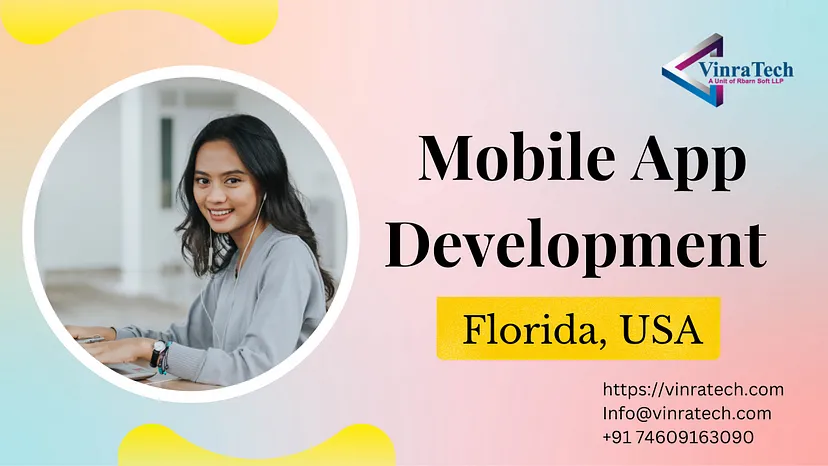 VinraTech
A Unit of Rbarn Soft LLP
Mobile App
Development
Florida, USA
https://vinratech.com
Info@vinratech.com
+91 74609163090